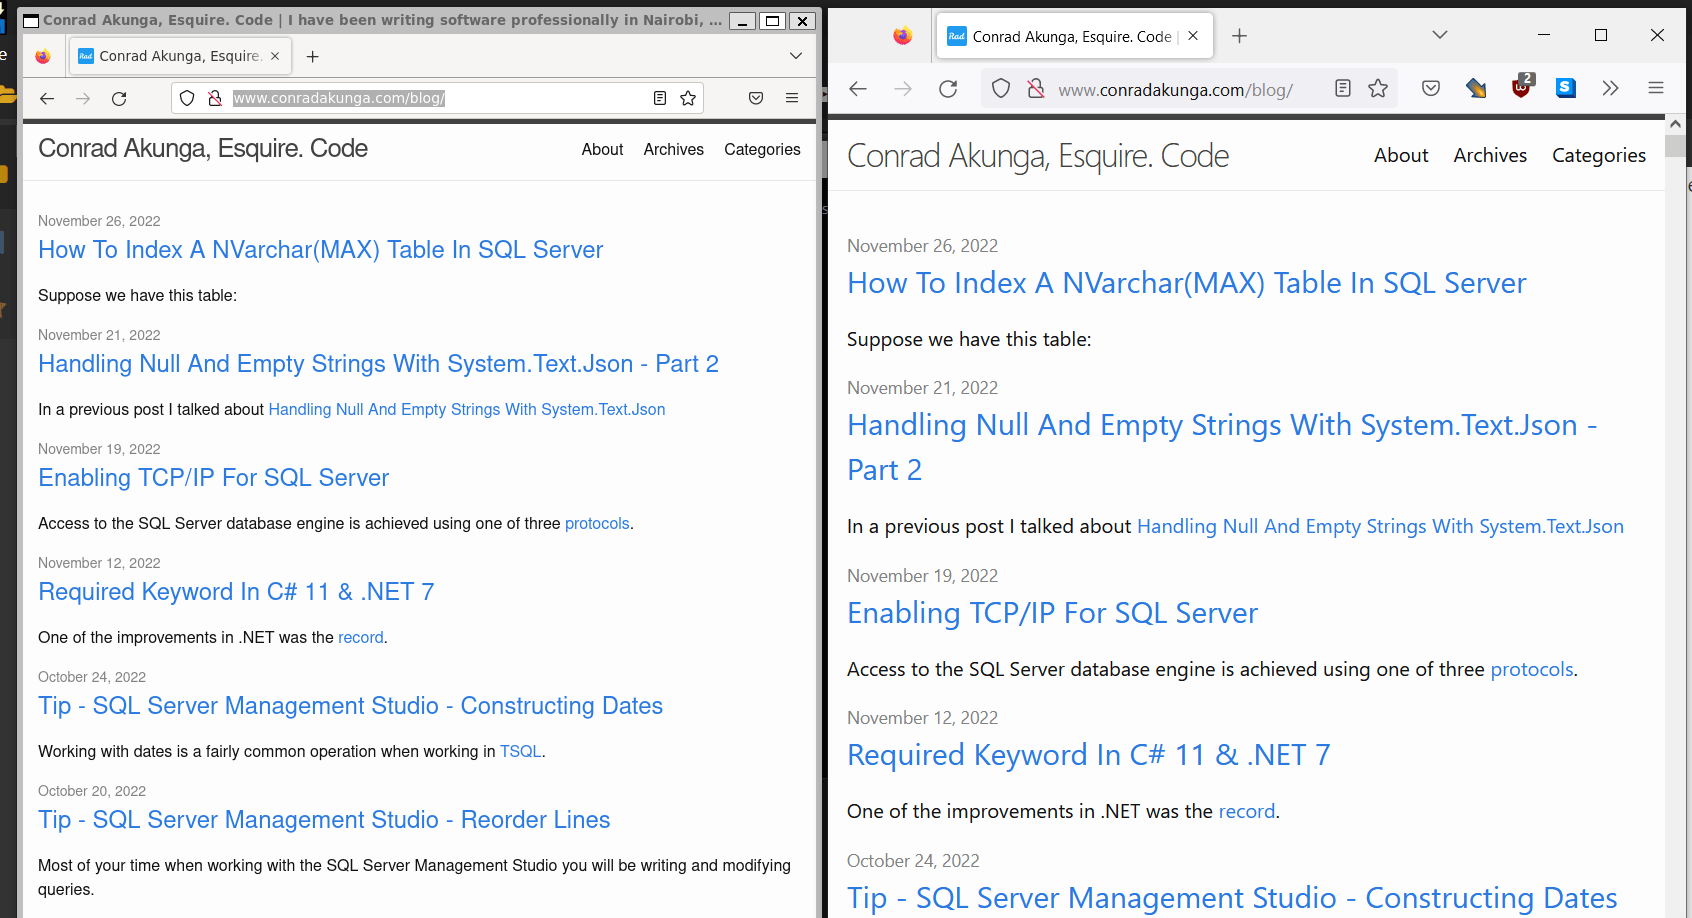 Conrad Akunga, Esquire. Code | I have been writing software professionally in Nairobi, ...
Conrad Akunga, Esquire.
www.conradakunga.com/blog/
Conrad Akunga, Esquire. Code
About Archives Categories
November 26, 2022
How To Index A NVarchar(MAX) Table In SQL Server
Suppose we have this table:
November 21, 2022
Handling Null And Empty Strings With System.Text.Json - Part 2
In a previous post I talked about Handling Null And Empty Strings With System.Text.Json
November 19, 2022
Enabling TCP/IP For SQL Server
Access to the SQL Server database engine is achieved using one of three protocols.
November 12, 2022
Required Keyword In C# 11 & .NET 7
One of the improvements in .NET was the record.
October 24, 2022
Tip - SQL Server Management Studio - Constructing Dates
Working with dates is a fairly common operation when working in TSQL.
October 20, 2022
Tip - SQL Server Management Studio - Reorder Lines
Most of your time when working with the SQL Server Management Studio you will be writing and modifying
queries.
Rad Conrad Akunga, Esquire. Code |
www.conradakunga.com/blog/
2
S
Conrad Akunga, Esquire. Code
About Archives Categories
November 26, 2022
How To Index A NVarchar(MAX) Table In SQL Server
Suppose we have this table:
November 21, 2022
Handling Null And Empty Strings With System.Text.Json -
Part 2
In a previous post I talked about Handling Null And Empty Strings With System.Text.Json
November 19, 2022
Enabling TCP/IP For SQL Server
Access to the SQL Server database engine is achieved using one of three protocols.
November 12, 2022
Required Keyword In C# 11 & .NET 7
One of the improvements in .NET was the record.
October 24, 2022
Tip - SQL Server Management Studio - Constructing Dates